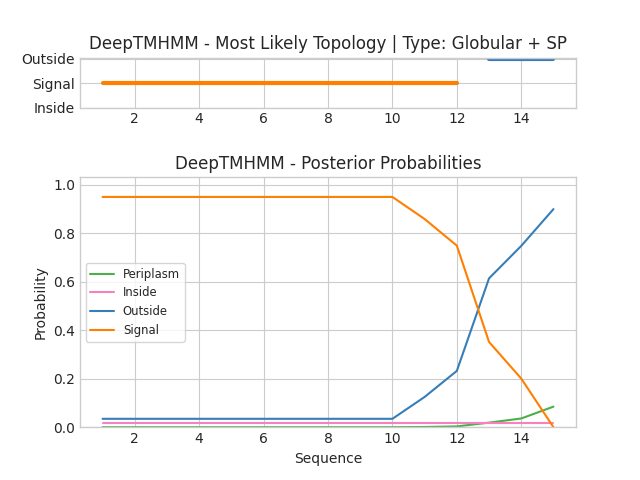 DeepTMHMM - Most Likely Topology | Type: Globular + SP
Outside
Signal
Inside
2 4 6 8 10 12 14
DeepTMHMM - Posterior Probabilities
1.0
0.8
0.6
0.4
0.2
0.0
Probability
Periplasm
Inside
Outside
Signal
2 4 6 8 10 12 14
Sequence